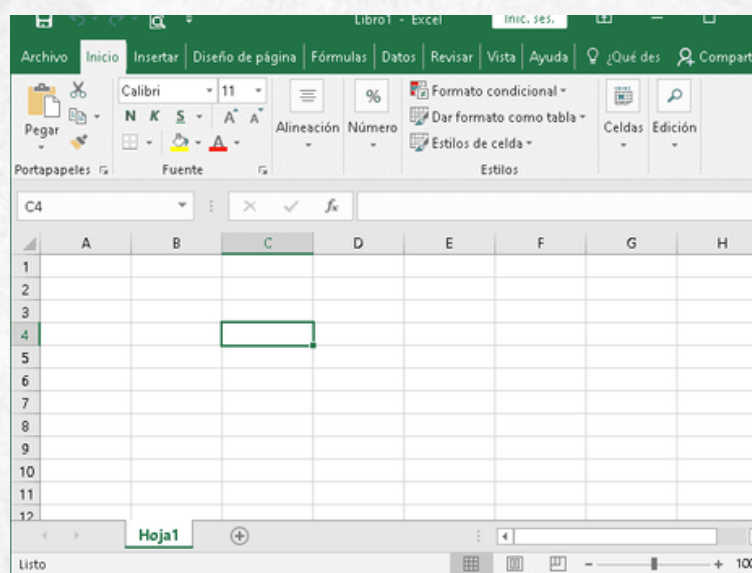 Libro1 - Excel Inic. ses.
Archivo Inicio Insertar Diseño de página Fórmulas Datos Revisar Vista Ayuda ¿Qué des Compart
Calibri 11 % Formato condicional
Pegar N K S A A Alineación Número Dar formato como tabla Celdas Edición
A Estilos de celda
Portapapeles Fuente Estilos
C4 fx
A B C D E F G H
1
2
3
4
5
6
7
8
9
10
11
12
Hoja1
Listo 100